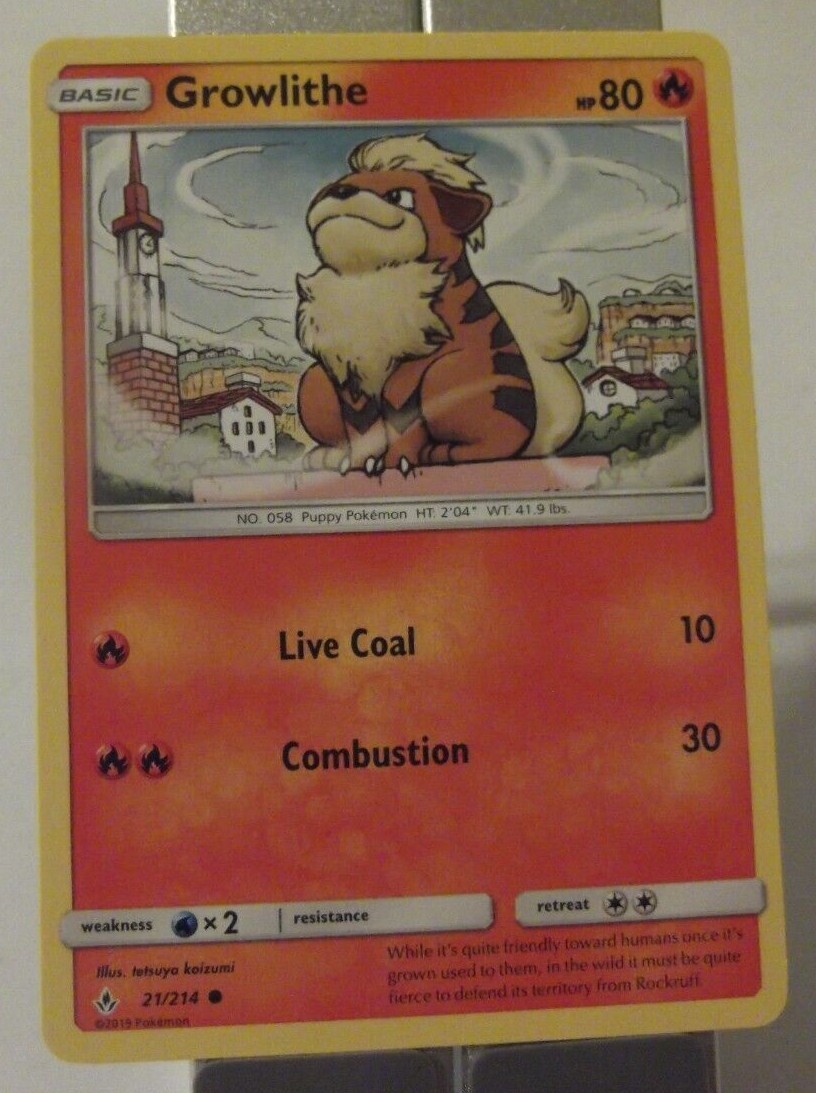 BASIC Growlithe HP 80
NO. 058 Puppy Pokémon HT: 2'04" WT: 41.9 lbs.
Live Coal 10
Combustion 30
weakness ×2 resistance retreat
Illus. tetsuya koizumi
21/214
©2019 Pokémon
While it's quite friendly toward humans once it's
grown used to them, in the wild it must be quite
fierce to defend its territory from Rockruff.